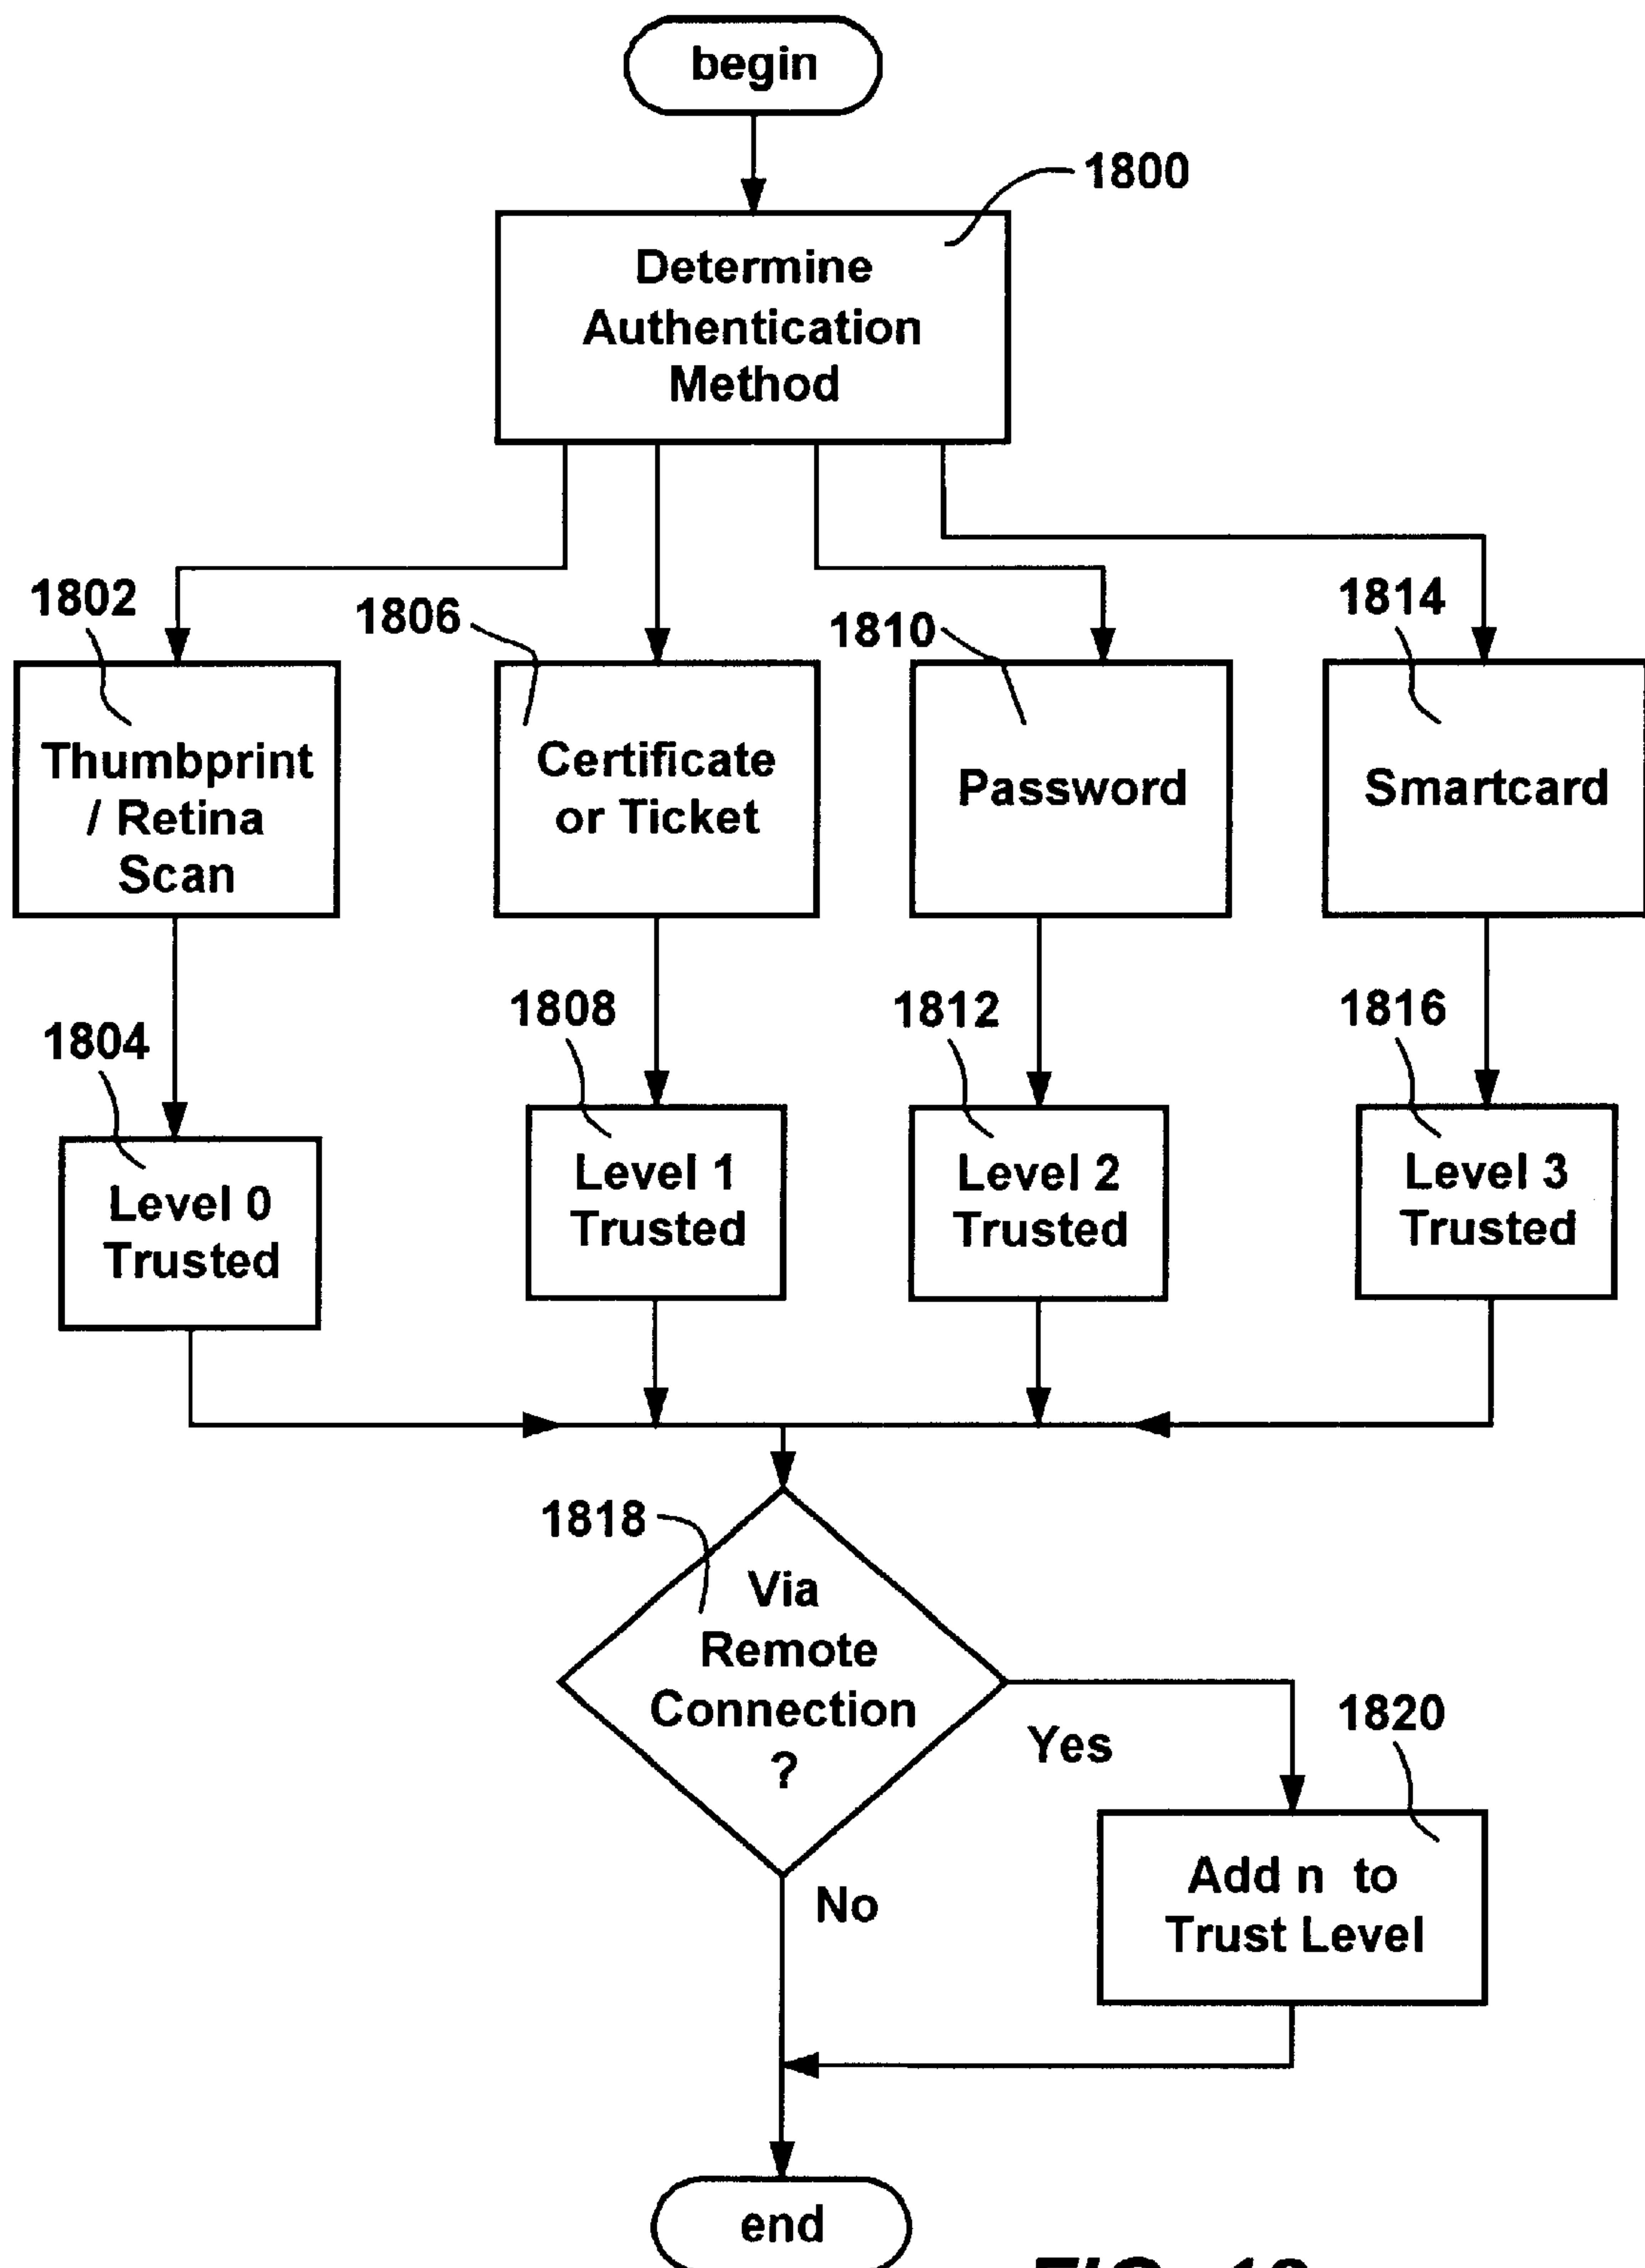 begin
1800
Determine
Authentication
Method
1802
1806
1810
1814
Thumbprint
/ Retina
Scan
Certificate
or Ticket
Password
Smartcard
1804
1808
1812
1816
Level 0
Trusted
Level 1
Trusted
Level 2
Trusted
Level 3
Trusted
1818
Via
Remote
Connection
?
Yes
No
1820
Add n to
Trust Level
end